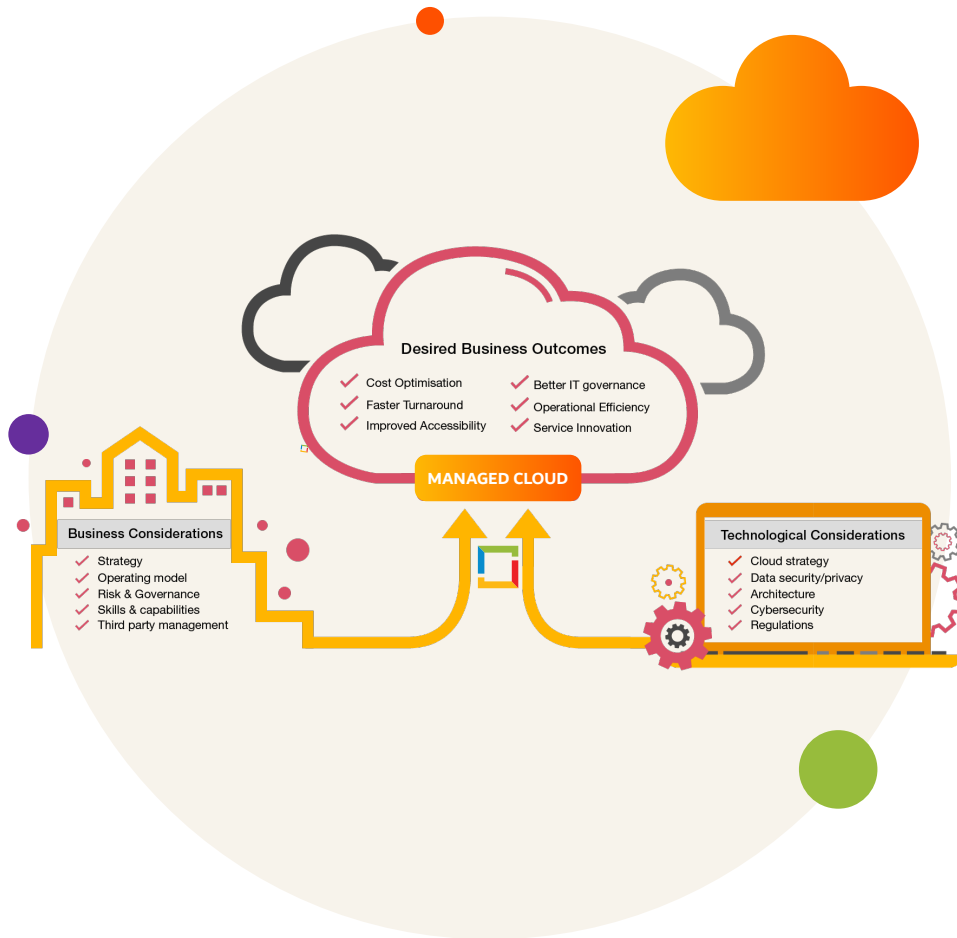 Desired Business Outcomes
Cost Optimisation
Faster Turnaround
Improved Accessibility
Better IT governance
Operational Efficiency
Service Innovation
MANAGED CLOUD
Business Considerations
Strategy
Operating model
Risk & Governance
Skills & capabilities
Third party management
Technological Considerations
Cloud strategy
Data security/privacy
Architecture
Cybersecurity
Regulations